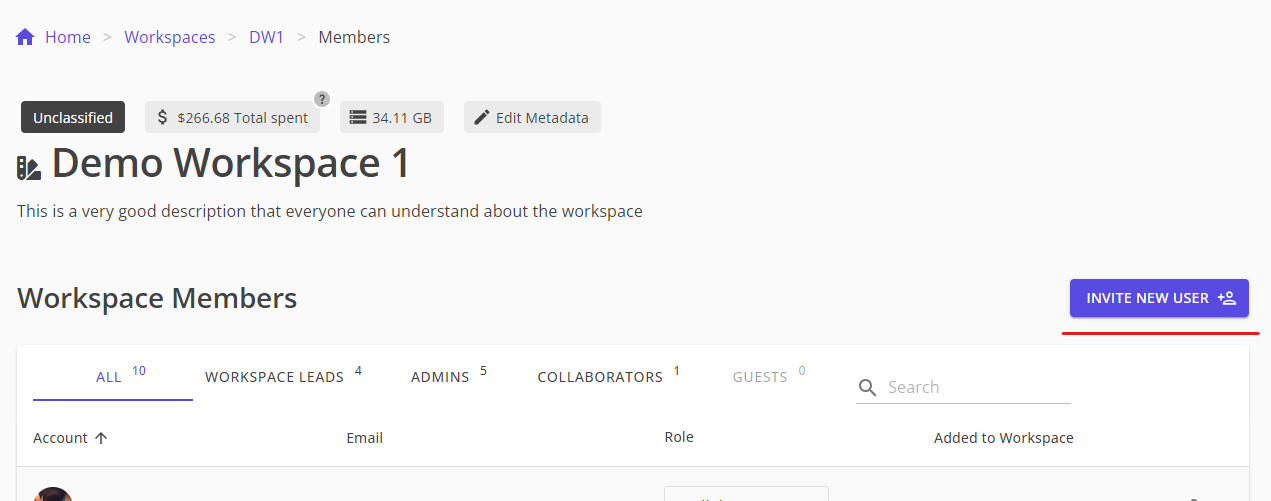 Home > Workspaces > DW1 > Members
?
Unclassified $266.68 Total spent 34.11 GB Edit Metadata
Demo Workspace 1
This is a very good description that everyone can understand about the workspace
Workspace Members INVITE NEW USER
ALL 10 WORKSPACE LEADS 4 ADMINS 5 COLLABORATORS 1 GUESTS 0 Search
Account Email Role Added to Workspace